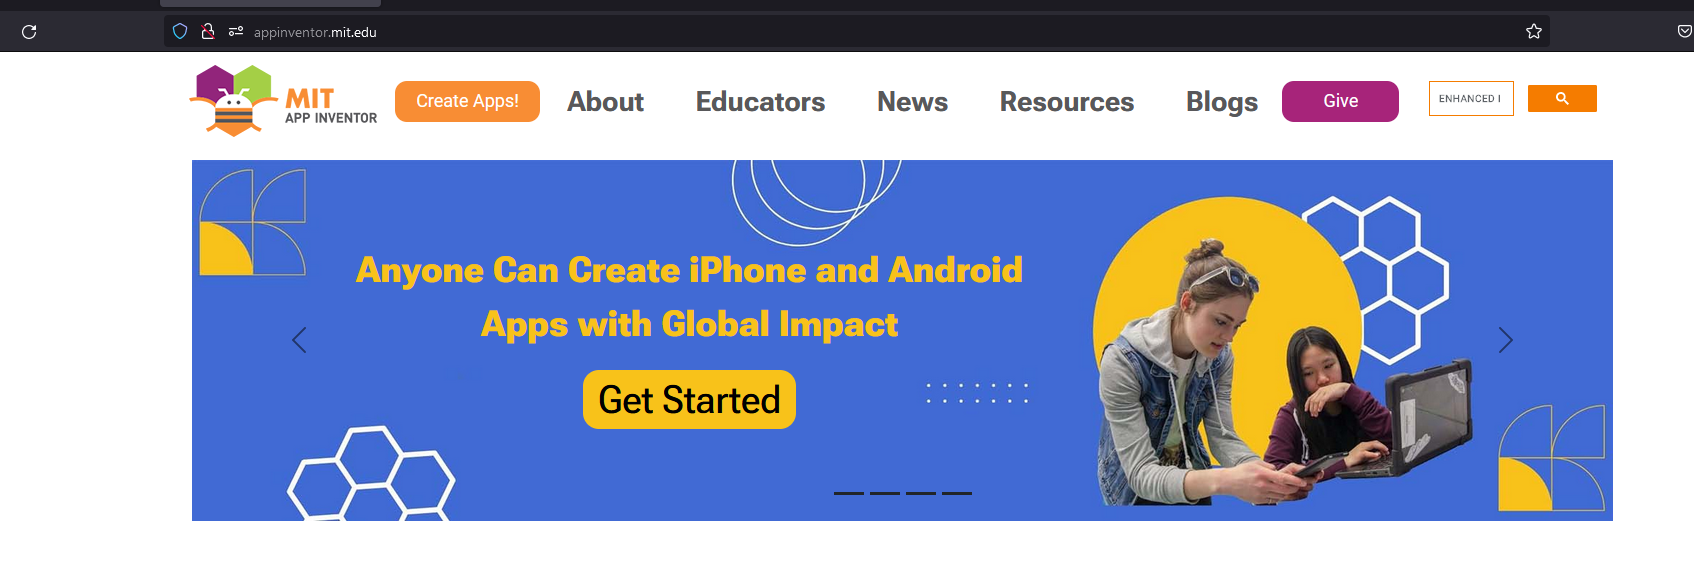 appinventor.mit.edu
MIT
APP INVENTOR
Create Apps!
About
Educators
News
Resources
Blogs
Give
ENHANCED
Anyone Can Create iPhone and Android
Apps with Global Impact
Get Started